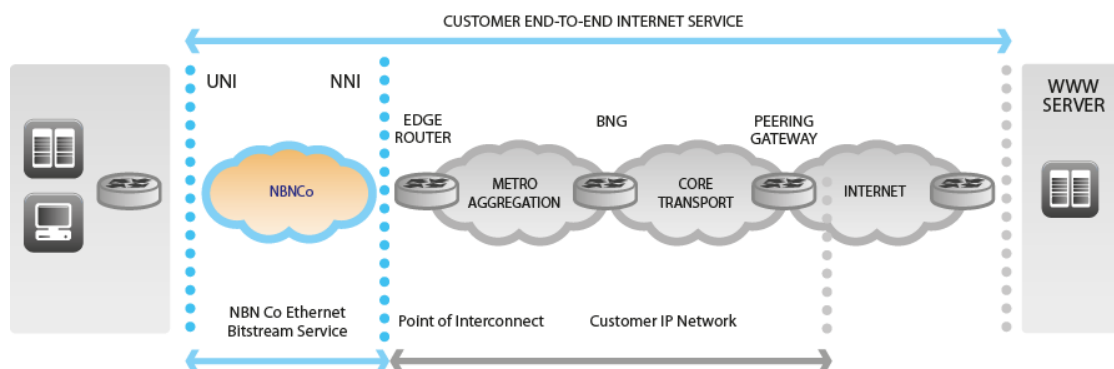 CUSTOMER END-TO-END INTERNET SERVICE
UNI
NNI
WWW
SERVER
EDGE
ROUTER
BNG
PEERING
GATEWAY
NBNCo
METRO
AGGREGATION
CORE
TRANSPORT
INTERNET
NBN Co Ethernet
Bitstream Service
Point of Interconnect
Customer IP Network